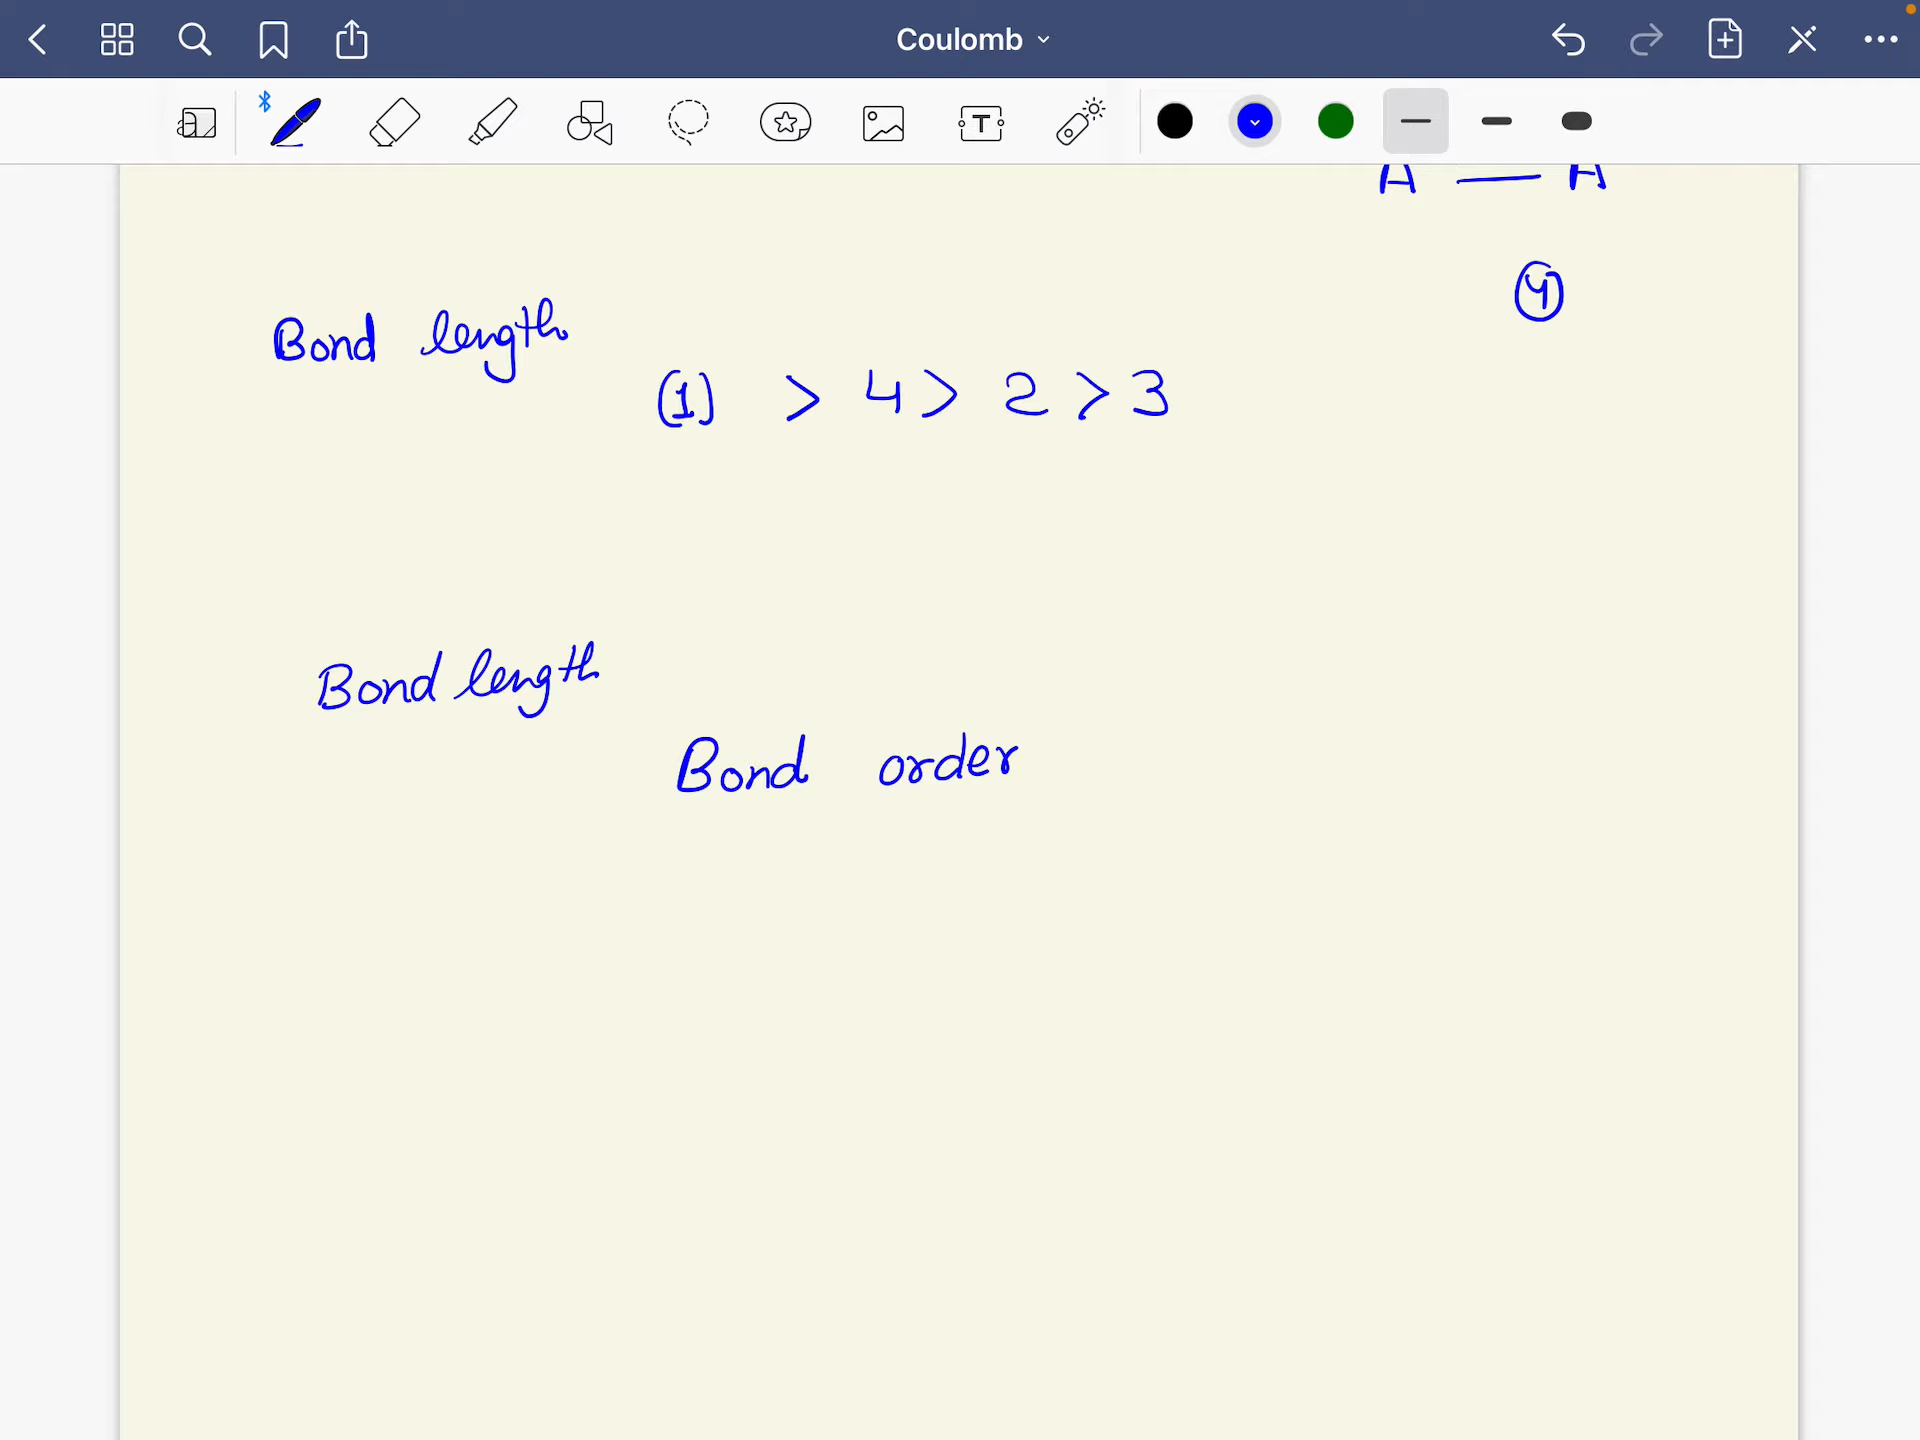 Coulomb
T
A — A
4
Bond length
(1) > 4 > 2 > 3
Bond length
Bond order